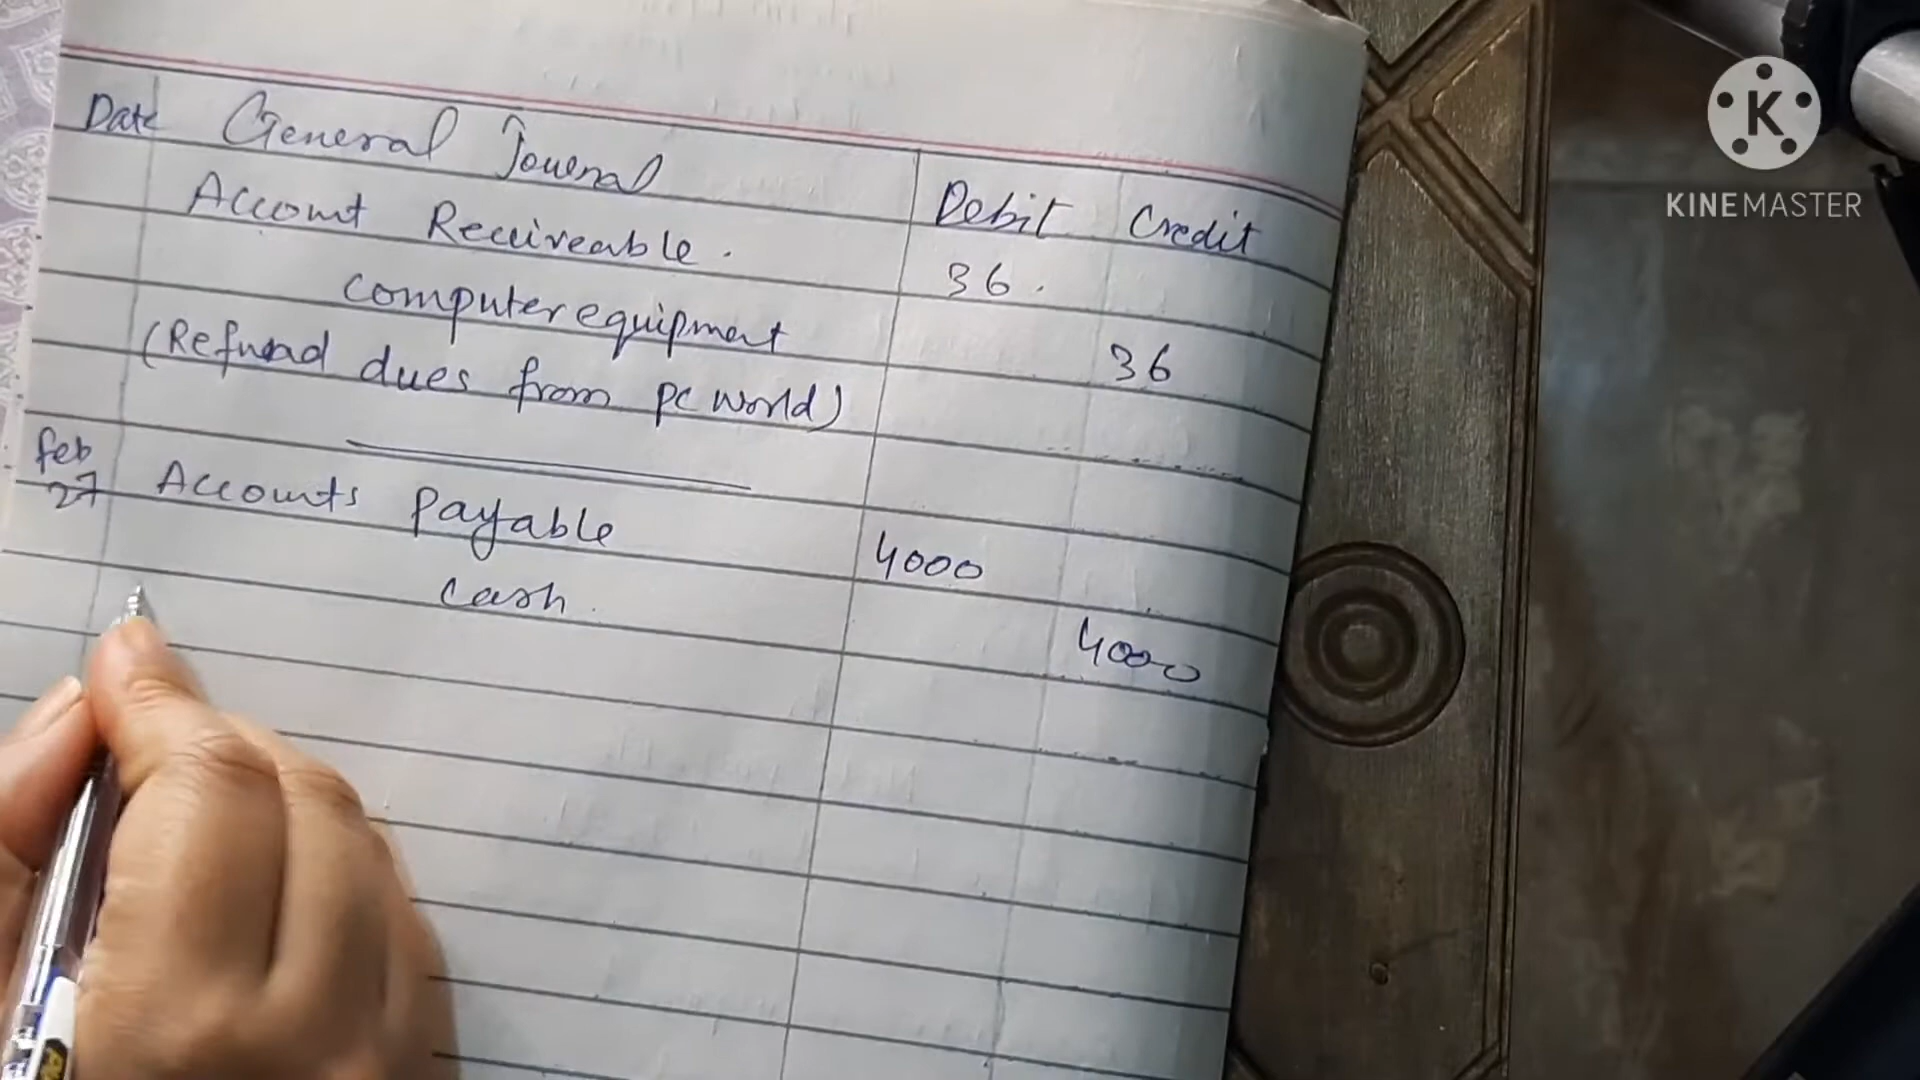 Date General Journal Debit Credit
Account Receiveable. 36.
computer equipment 36
(Refund dues from pc world)
feb
27 Accounts payable 4000
cash. 4000
K
KINEMASTER